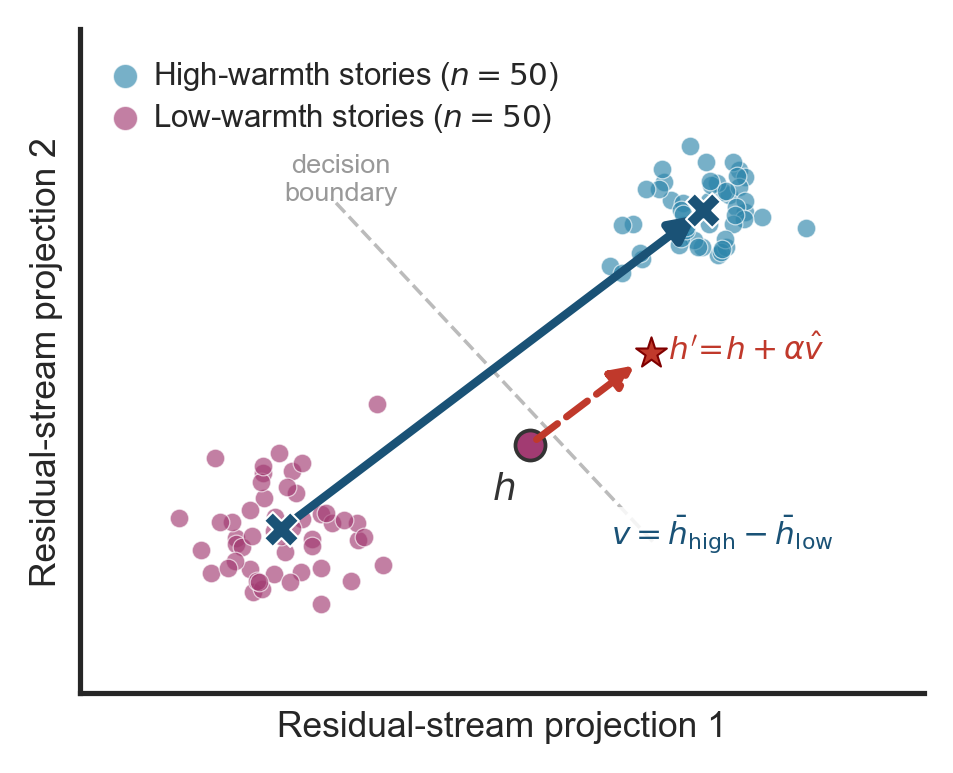 High-warmth stories (n = 50)
Low-warmth stories (n = 50)
decision
boundary
h′=h + αv̂
h
v = h̄high − h̄low
Residual-stream projection 2
Residual-stream projection 1